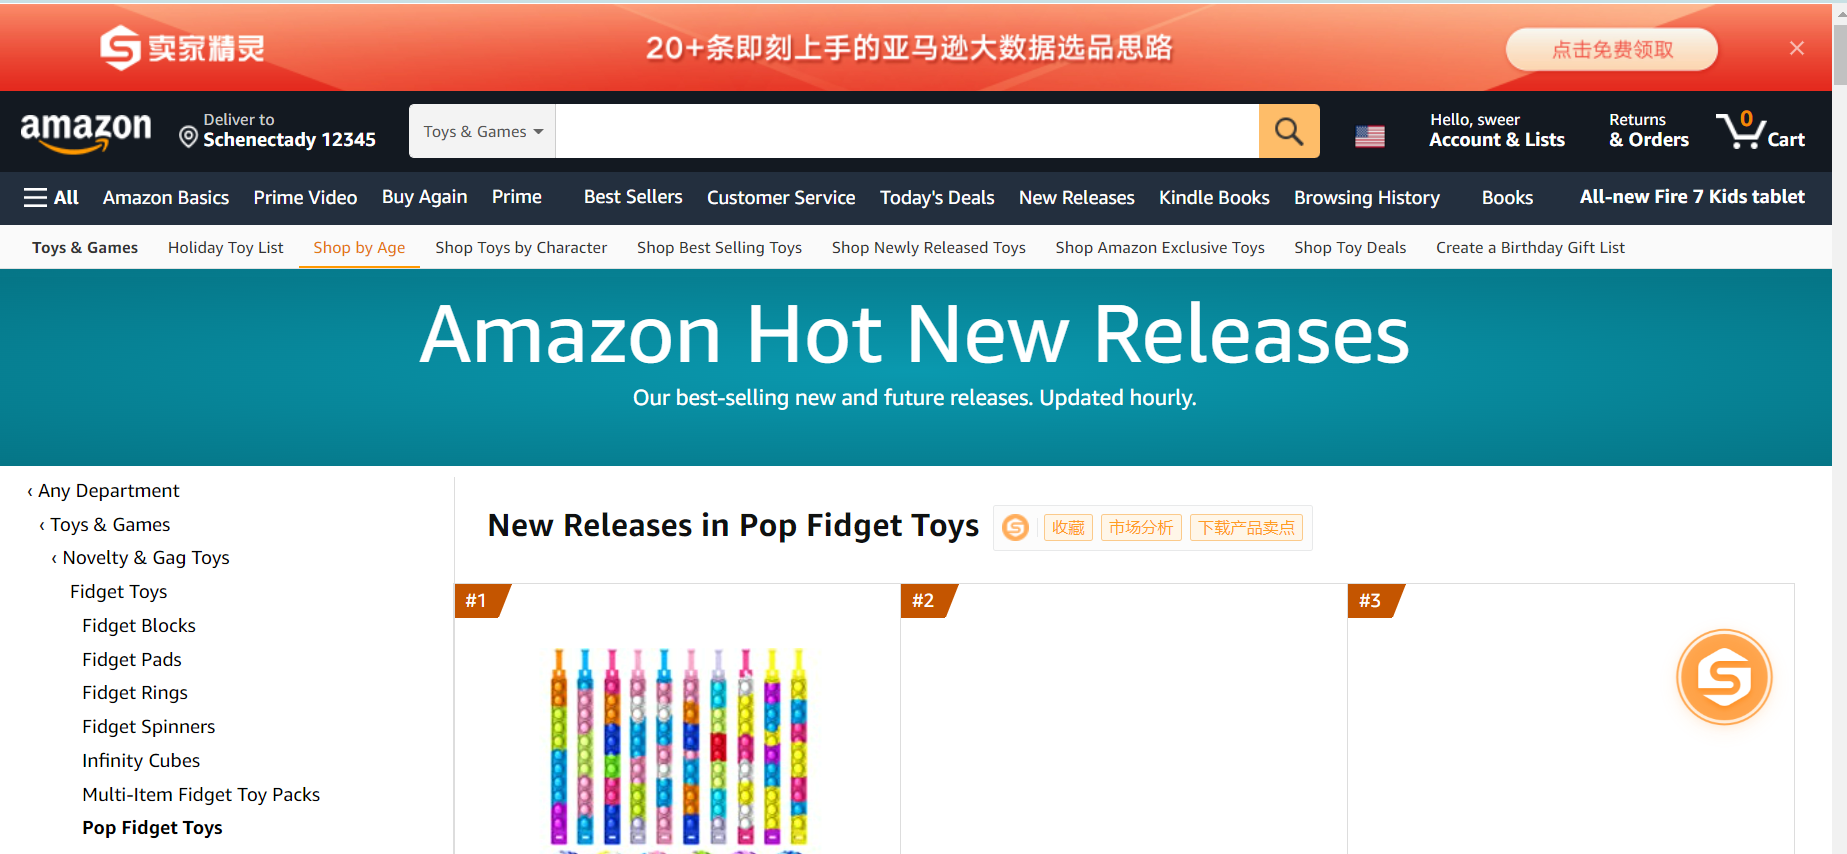 卖家精灵
20+条即刻上手的亚马逊大数据选品思路
点击免费领取
×
amazon
Deliver to
Schenectady 12345
Toys & Games
Hello, sweer
Account & Lists
Returns
& Orders
0
Cart
All
Amazon Basics
Prime Video
Buy Again
Prime
Best Sellers
Customer Service
Today's Deals
New Releases
Kindle Books
Browsing History
Books
All-new Fire 7 Kids tablet
Toys & Games
Holiday Toy List
Shop by Age
Shop Toys by Character
Shop Best Selling Toys
Shop Newly Released Toys
Shop Amazon Exclusive Toys
Shop Toy Deals
Create a Birthday Gift List
Amazon Hot New Releases
Our best-selling new and future releases. Updated hourly.
‹ Any Department
‹ Toys & Games
‹ Novelty & Gag Toys
Fidget Toys
Fidget Blocks
Fidget Pads
Fidget Rings
Fidget Spinners
Infinity Cubes
Multi-Item Fidget Toy Packs
Pop Fidget Toys
New Releases in Pop Fidget Toys
收藏
市场分析
下载产品卖点
#1
#2
#3